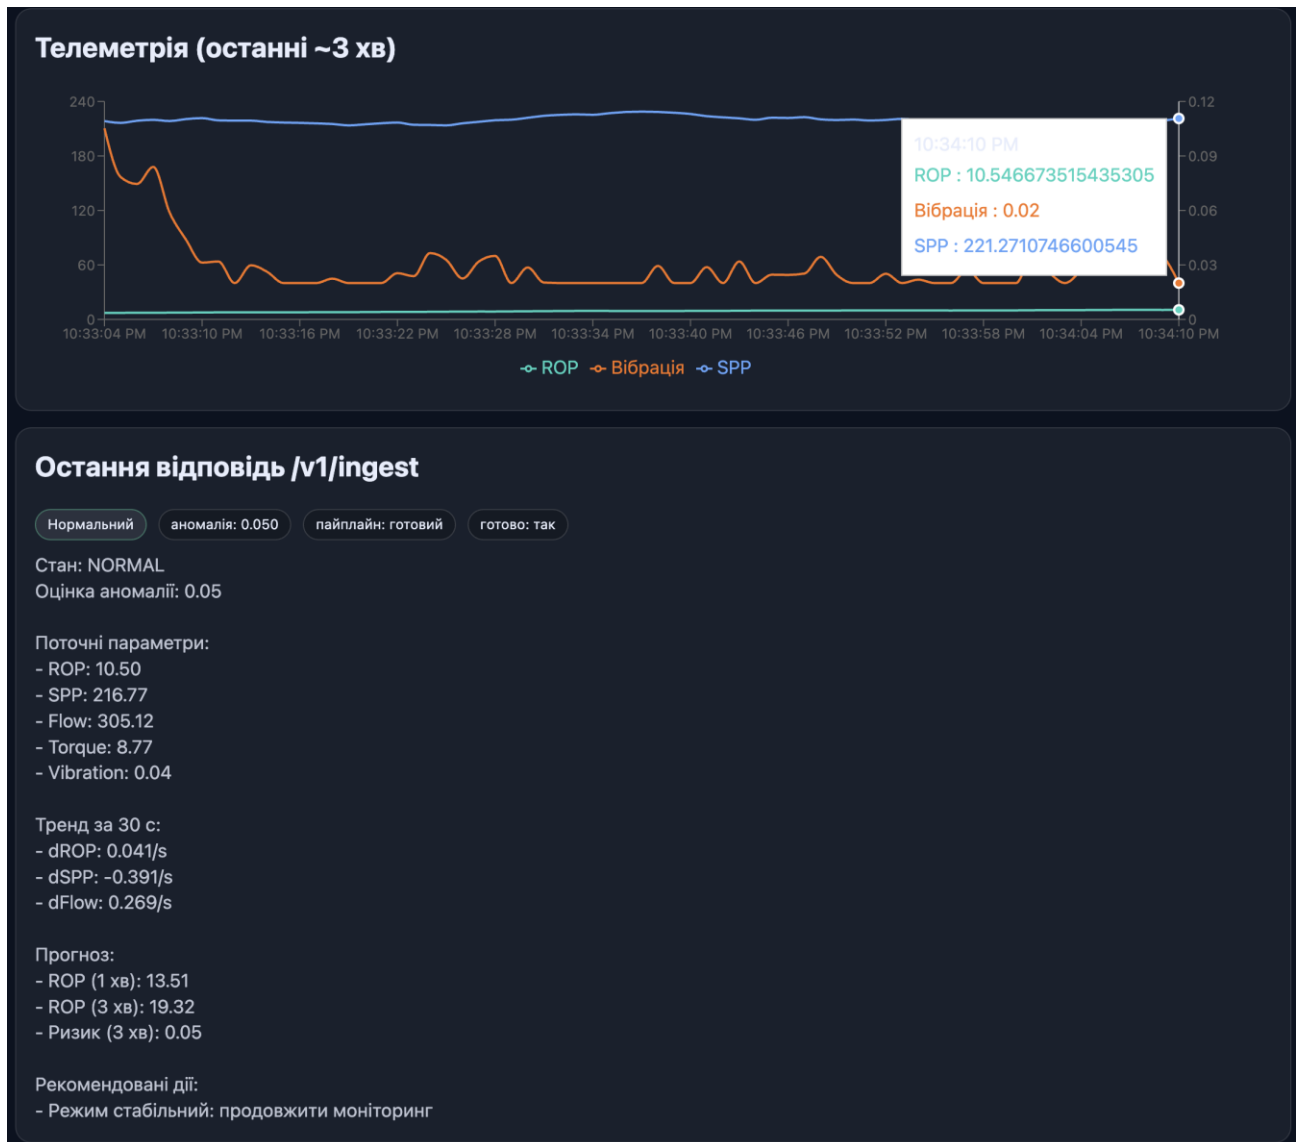 Телеметрія (останні ~3 хв)
240
180
120
60
0
0.12
0.09
0.06
0.03
0
10:34:10 PM
ROP : 10.546673515435305
Вібрація : 0.02
SPP : 221.2710746600545
10:33:04 PM 10:33:10 PM 10:33:16 PM 10:33:22 PM 10:33:28 PM 10:33:34 PM 10:33:40 PM 10:33:46 PM 10:33:52 PM 10:33:58 PM 10:34:04 PM 10:34:10 PM
ROP Вібрація SPP
Остання відповідь /v1/ingest
Нормальний аномалія: 0.050 пайплайн: готовий готово: так
Стан: NORMAL
Оцінка аномалії: 0.05
Поточні параметри:
- ROP: 10.50
- SPP: 216.77
- Flow: 305.12
- Torque: 8.77
- Vibration: 0.04
Тренд за 30 с:
- dROP: 0.041/s
- dSPP: -0.391/s
- dFlow: 0.269/s
Прогноз:
- ROP (1 хв): 13.51
- ROP (3 хв): 19.32
- Ризик (3 хв): 0.05
Рекомендовані дії:
- Режим стабільний: продовжити моніторинг